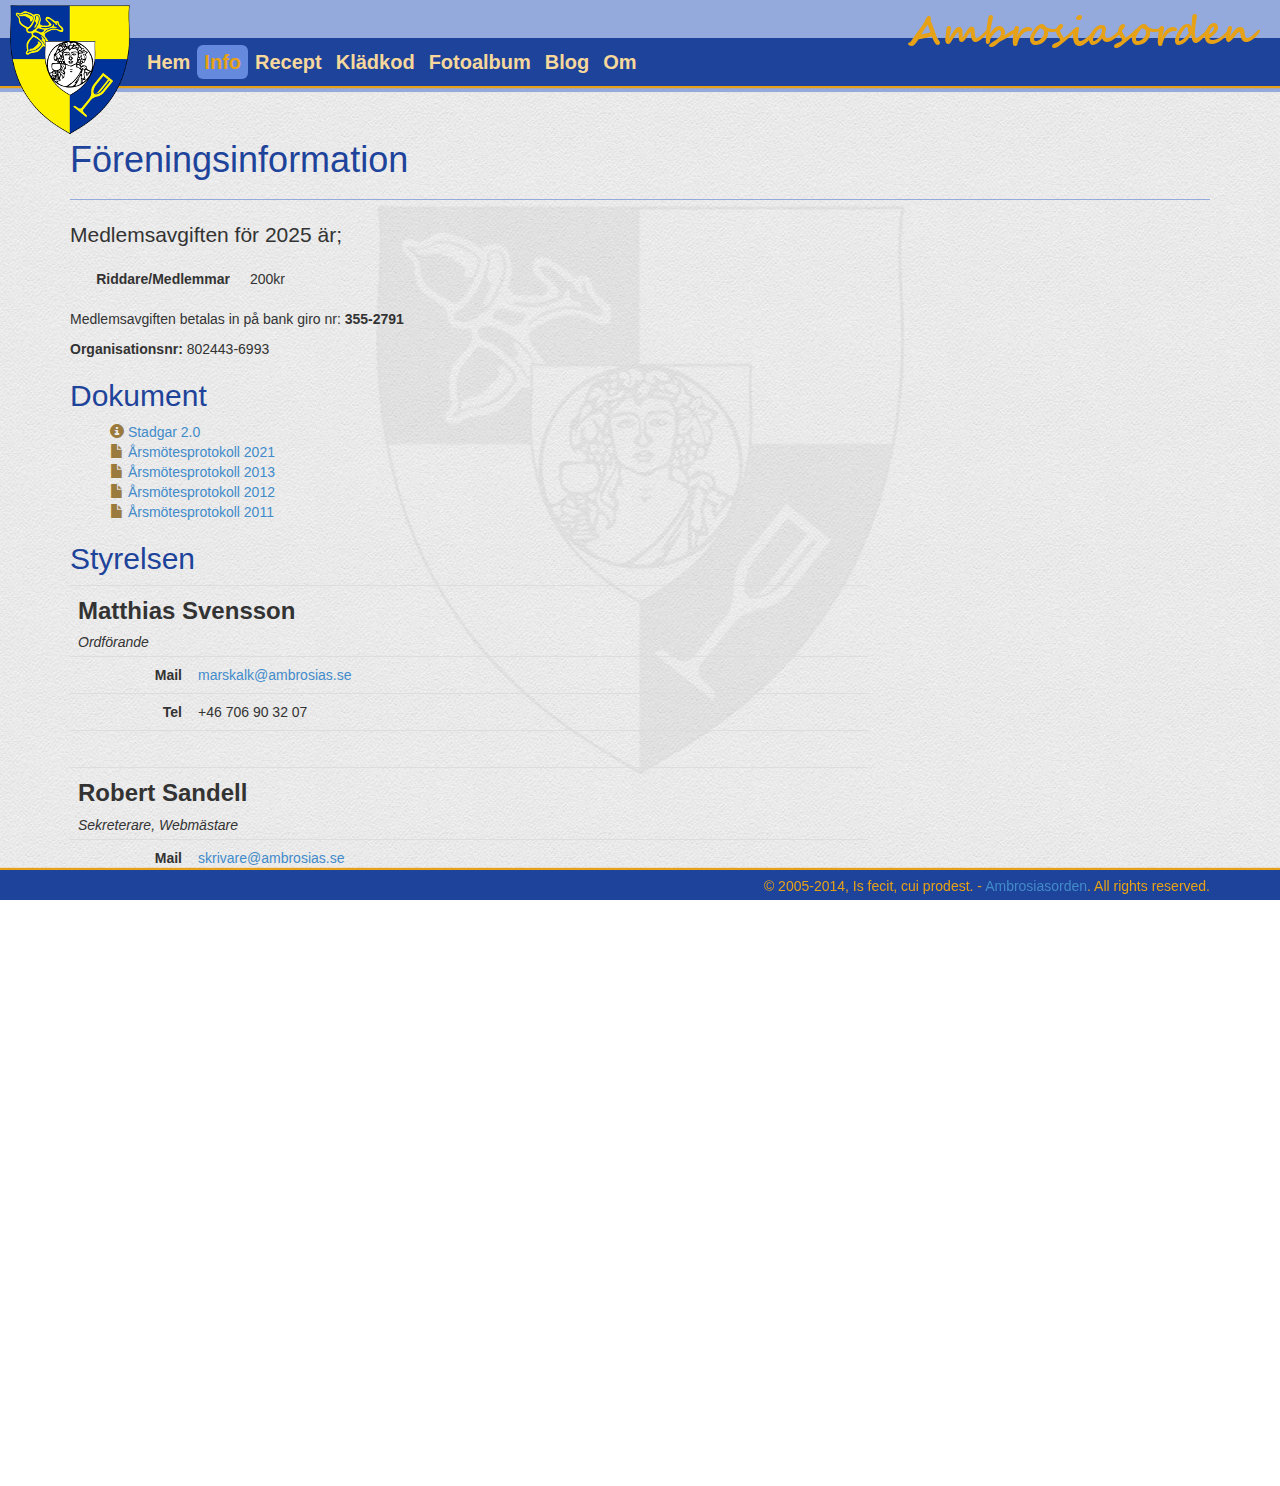 Ambrosiasorden
Hem Info Recept Klädkod Fotoalbum Blog Om
Föreningsinformation
Medlemsavgiften för 2025 är;
Riddare/Medlemmar 200kr
Medlemsavgiften betalas in på bank giro nr: 355-2791
Organisationsnr: 802443-6993
Dokument
Stadgar 2.0
Årsmötesprotokoll 2021
Årsmötesprotokoll 2013
Årsmötesprotokoll 2012
Årsmötesprotokoll 2011
Styrelsen
Matthias Svensson
Ordförande
Mail marskalk@ambrosias.se
Tel +46 706 90 32 07
Robert Sandell
Sekreterare, Webmästare
Mail skrivare@ambrosias.se
© 2005-2014, Is fecit, cui prodest. - Ambrosiasorden. All rights reserved.